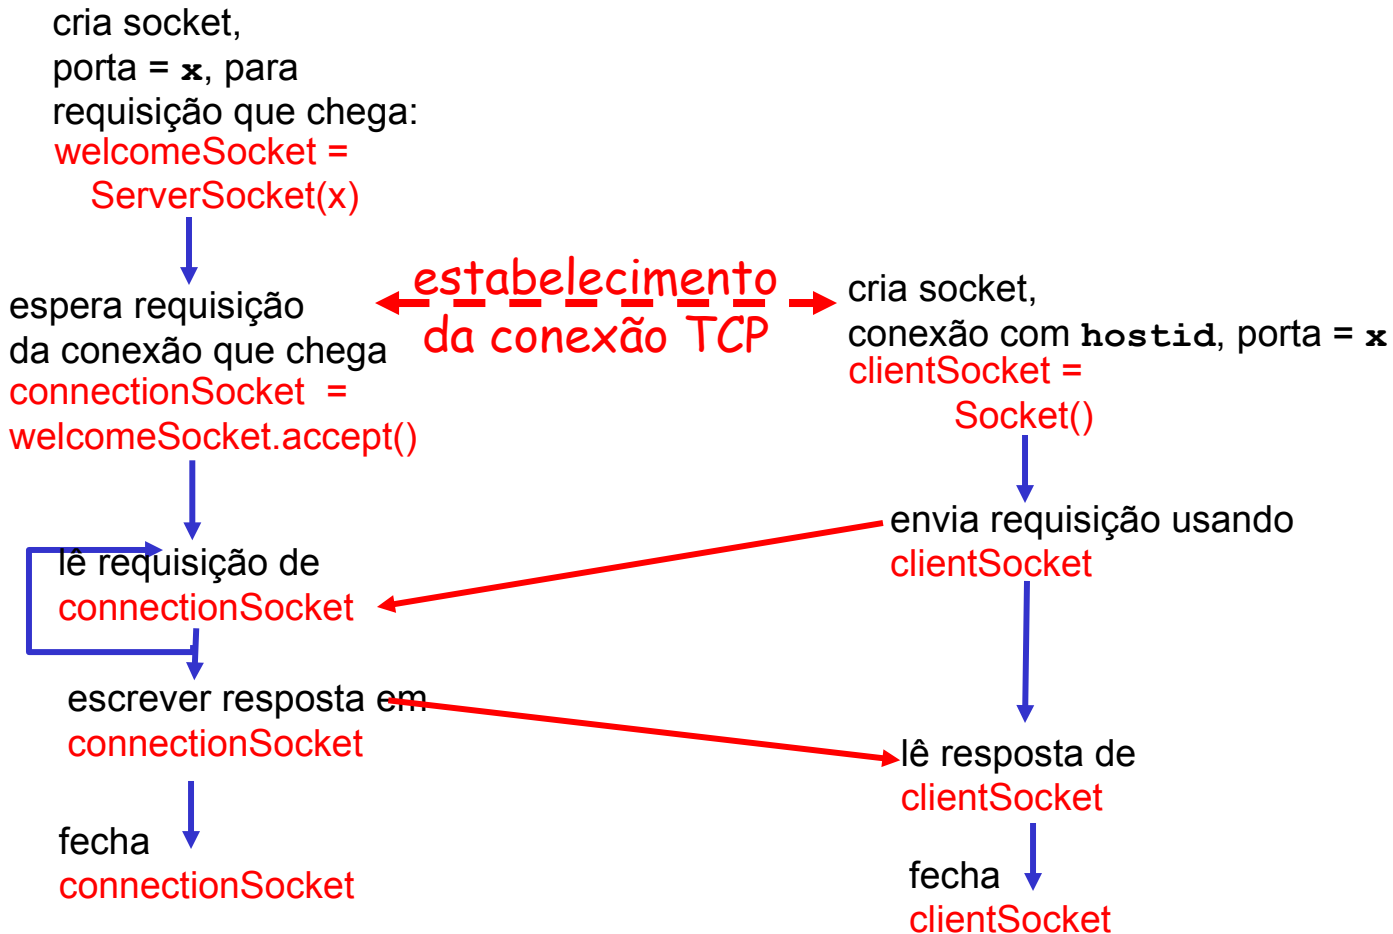 cria socket,
porta = x, para
requisição que chega:
welcomeSocket =
ServerSocket(x)
espera requisição
da conexão que chega
connectionSocket =
welcomeSocket.accept()
estabelecimento
da conexão TCP
cria socket,
conexão com hostid, porta = x
clientSocket =
Socket()
lê requisição de
connectionSocket
envia requisição usando
clientSocket
escrever resposta em
connectionSocket
lê resposta de
clientSocket
fecha
connectionSocket
fecha
clientSocket